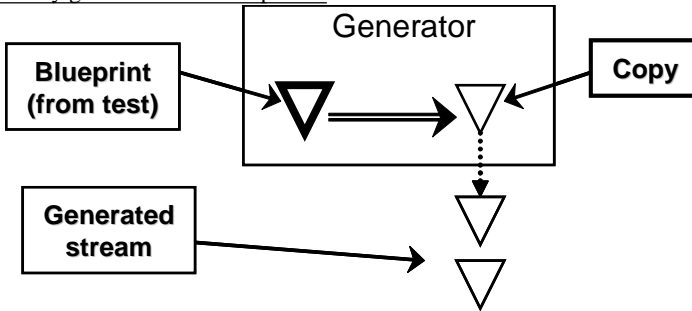 Generator
Blueprint
(from test)
Copy
Generated
stream